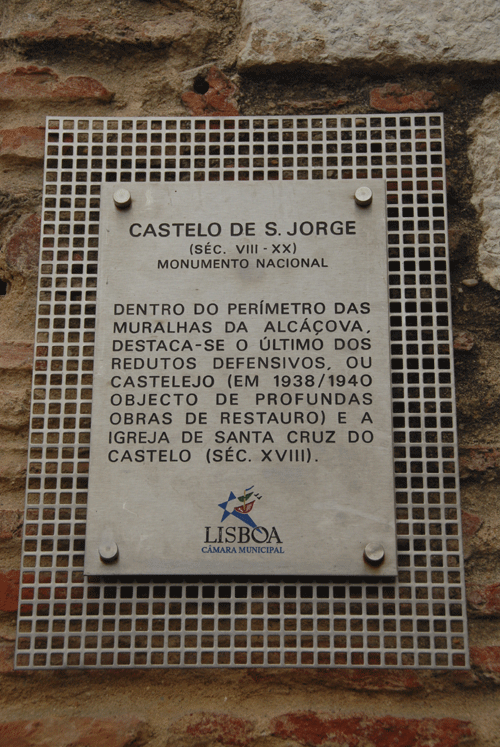 CASTELO DE S. JORGE
(SÉC. VIII - XX)
MONUMENTO NACIONAL
DENTRO DO PERÍMETRO DAS
MURALHAS DA ALCÁÇOVA,
DESTACA-SE O ÚLTIMO DOS
REDUTOS DEFENSIVOS, OU
CASTELEJO (EM 1938/1940
OBJECTO DE PROFUNDAS
OBRAS DE RESTAURO) E A
IGREJA DE SANTA CRUZ DO
CASTELO (SÉC. XVIII).
LISBOA
CÂMARA MUNICIPAL